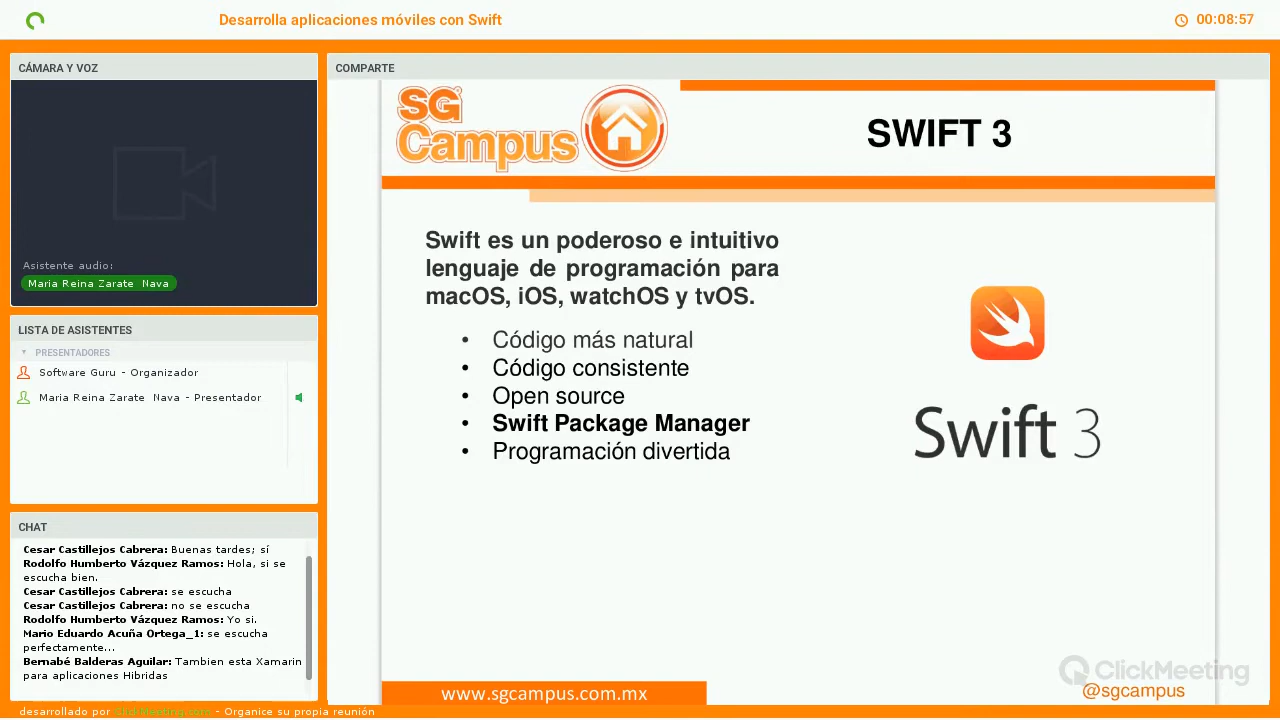 Desarrolla aplicaciones móviles con Swift
00:08:57
CÁMARA Y VOZ
Asistente audio:
Maria Reina Zarate Nava
LISTA DE ASISTENTES
PRESENTADORES
Software Guru - Organizador
Maria Reina Zarate Nava - Presentador
CHAT
Cesar Castillejos Cabrera: Buenas tardes; sí
Rodolfo Humberto Vázquez Ramos: Hola, si se
escucha bien.
Cesar Castillejos Cabrera: se escucha
Cesar Castillejos Cabrera: no se escucha
Rodolfo Humberto Vázquez Ramos: Yo si.
Mario Eduardo Acuña Ortega_1: se escucha
perfectamente...
Bernabé Balderas Aguilar: Tambien esta Xamarin
para aplicaciones Hibridas
COMPARTE
SG
Campus
SWIFT 3
Swift es un poderoso e intuitivo
lenguaje de programación para
macOS, iOS, watchOS y tvOS.
• Código más natural
• Código consistente
• Open source
• Swift Package Manager
• Programación divertida
Swift 3
www.sgcampus.com.mx
ClickMeeting
@sgcampus
desarrollado por ClickMeeting.com - Organice su propia reunión